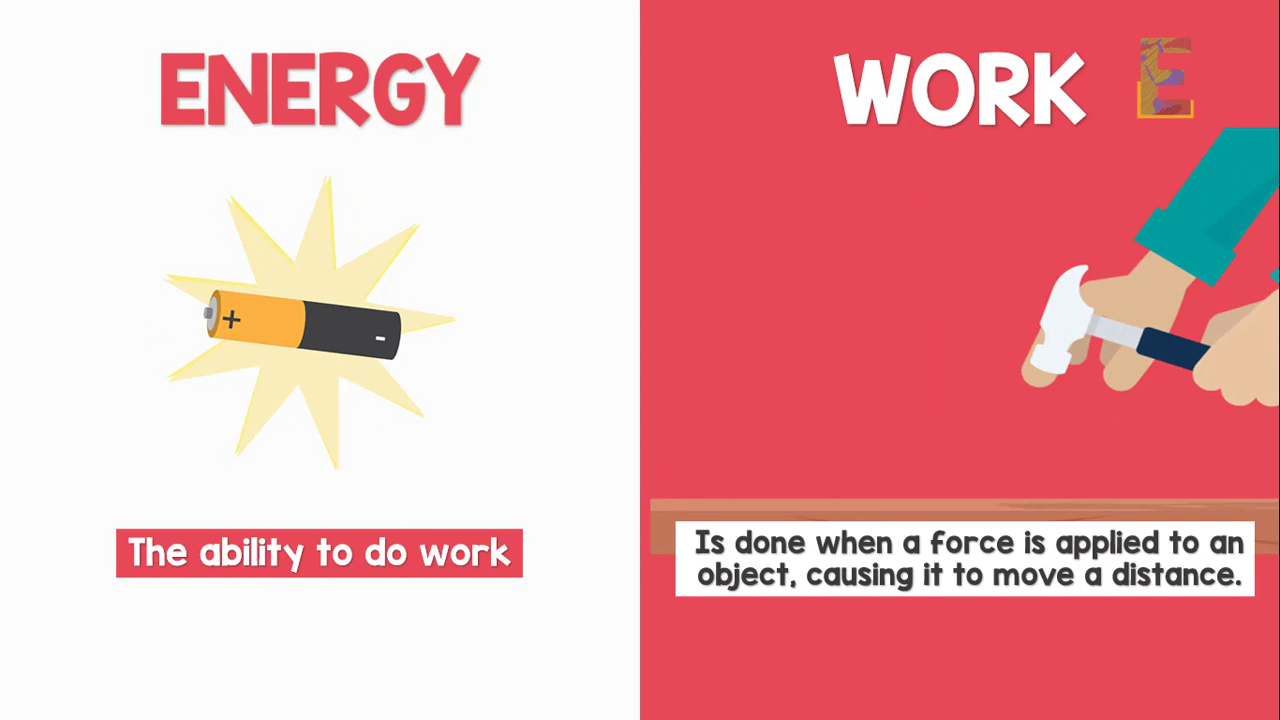 ENERGY
The ability to do work
WORK
E
+
-
Is done when a force is applied to an
object, causing it to move a distance.